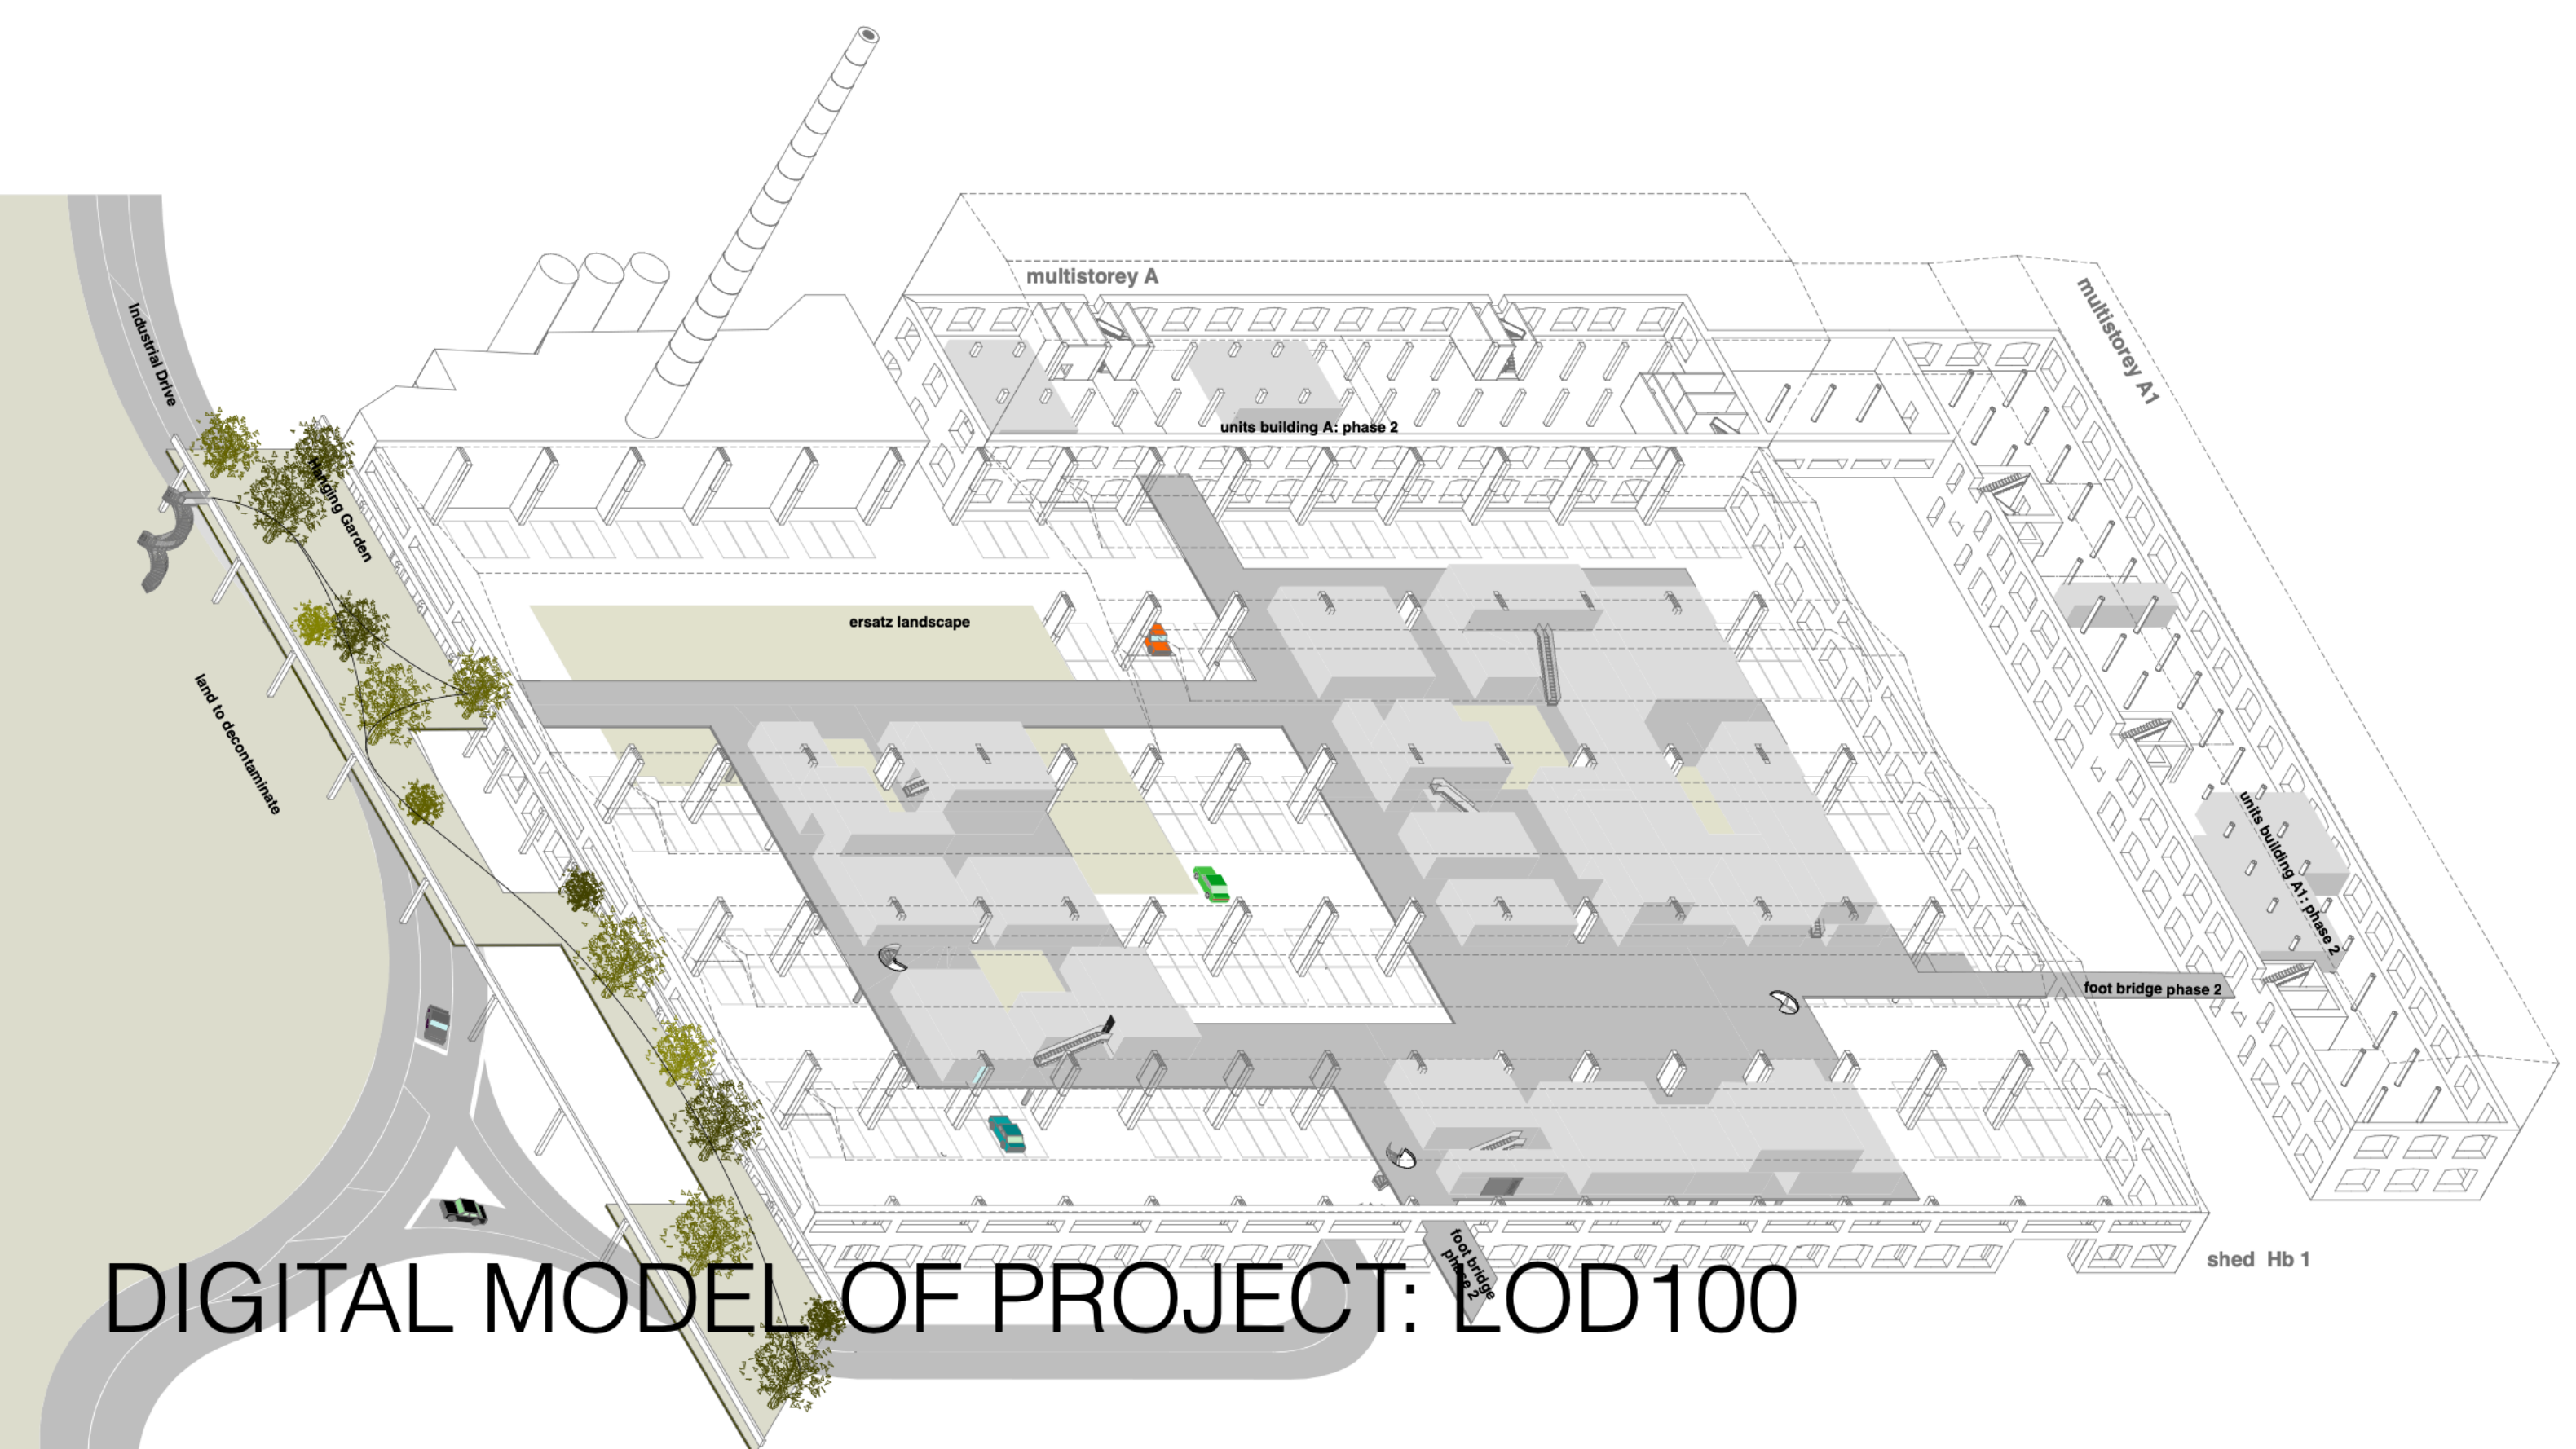 multistorey A
multistorey A1
Industrial Drive
units building A: phase 2
Hanging Garden
ersatz landscape
land to decontaminate
units building A1: phase 2
foot bridge phase 2
foot bridge
phase 2
shed Hb 1
DIGITAL MODEL OF PROJECT: LOD100